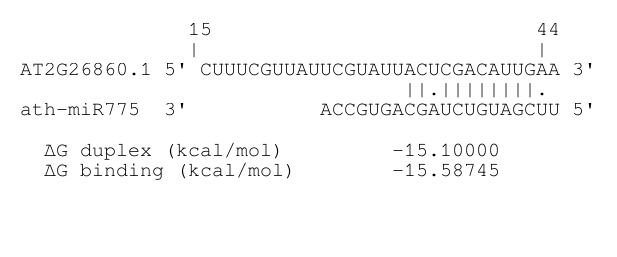 15 44
| |
AT2G26860.1 5' CUUUCGUUAUUCGUAUUACUCGACAUUGAA 3'
||.||||||||.
ath-miR775 3' ACCGUGACGAUCUGUAGCUU 5'
ΔG duplex (kcal/mol) -15.10000
ΔG binding (kcal/mol) -15.58745